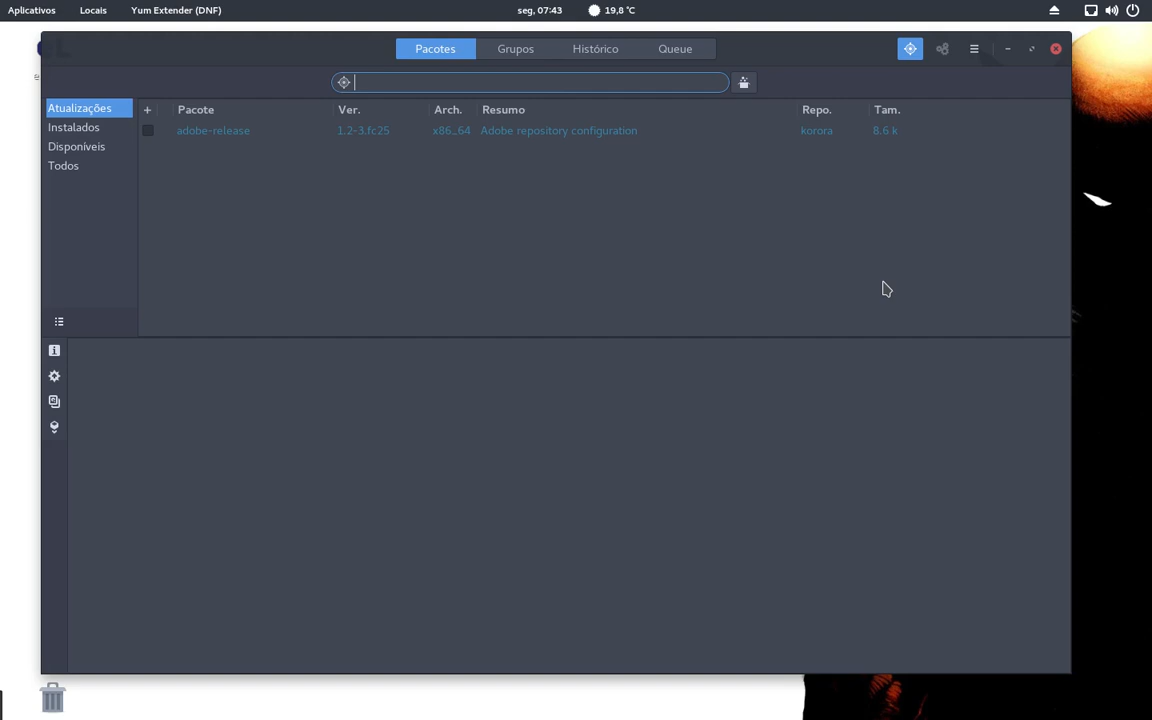 Aplicativos Locais Yum Extender (DNF) seg, 07:43 19,8 °C
Pacotes Grupos Histórico Queue
Atualizações
Instalados
Disponíveis
Todos
+ Pacote Ver. Arch. Resumo Repo. Tam.
adobe-release 1.2-3.fc25 x86_64 Adobe repository configuration korora 8.6 k